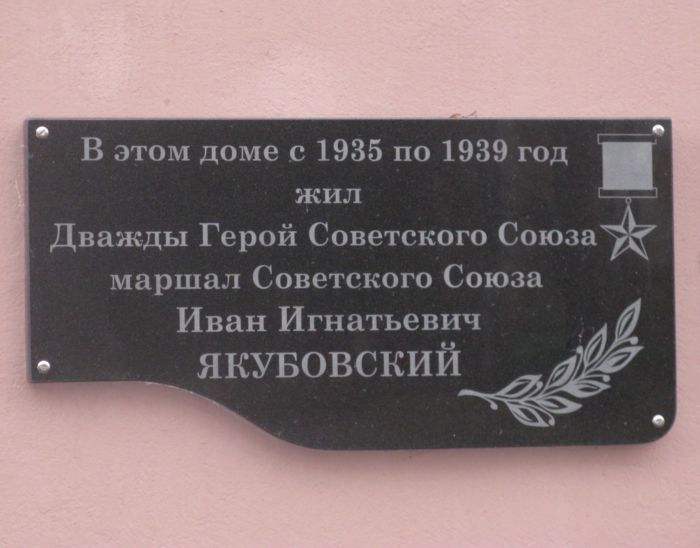 В этом доме с 1935 по 1939 год
жил
Дважды Герой Советского Союза
маршал Советского Союза
Иван Игнатьевич
ЯКУБОВСКИЙ